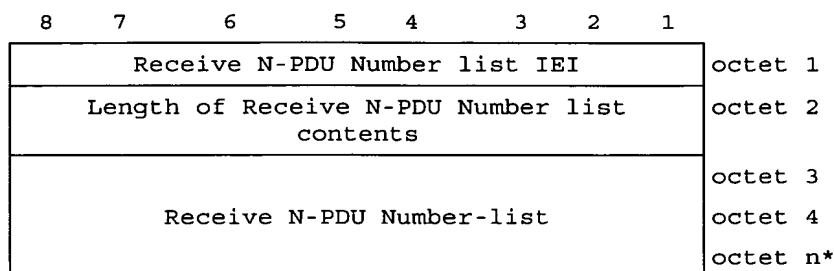 8 7 6 5 4 3 2 1
Receive N-PDU Number list IEI octet 1
Length of Receive N-PDU Number list octet 2
contents
octet 3
Receive N-PDU Number-list octet 4
octet n*